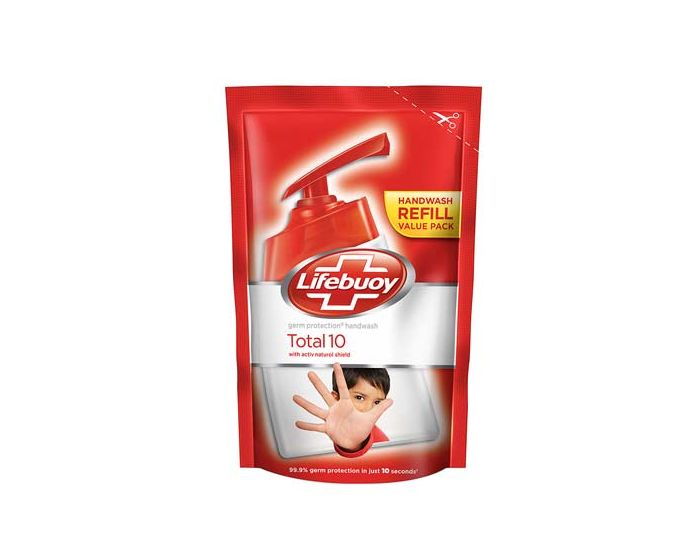 HANDWASH
REFILL
VALUE PACK
Lifebuoy
germ protection* handwash
Total 10
with activ naturol shield
99.9% germ protection in just 10 seconds*